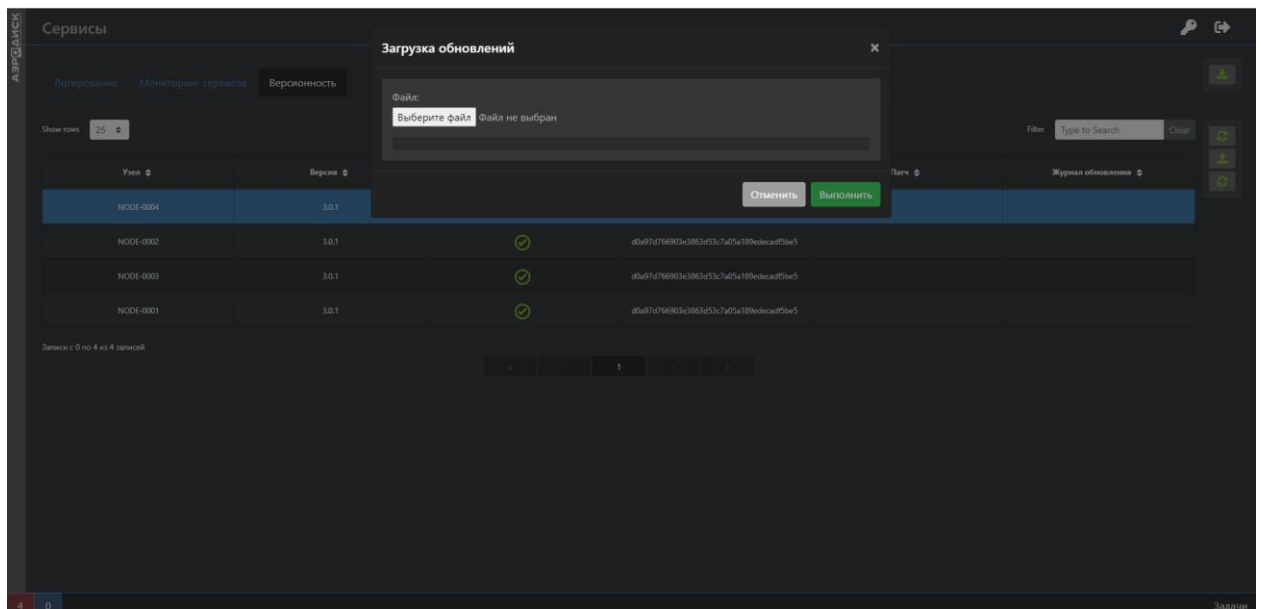 АЭРОДИСК
Сервисы
Загрузка обновлений ×
Логирование Мониторинг сервисов Версионность
Файл:
Выберите файл Файл не выбран
Show rows 25 Filter Type to Search Clear
Узел Версия Патч Журнал обновления
Отменить Выполнить
NODE-0004 3.0.1
NODE-0002 3.0.1 d0a97d766903e3863d53c7a05a189edecadf5be5
NODE-0003 3.0.1 d0a97d766903e3863d53c7a05a189edecadf5be5
NODE-0001 3.0.1 d0a97d766903e3863d53c7a05a189edecadf5be5
Записи с 0 по 4 из 4 записей
« ‹ 1 › »
4 0 Задачи